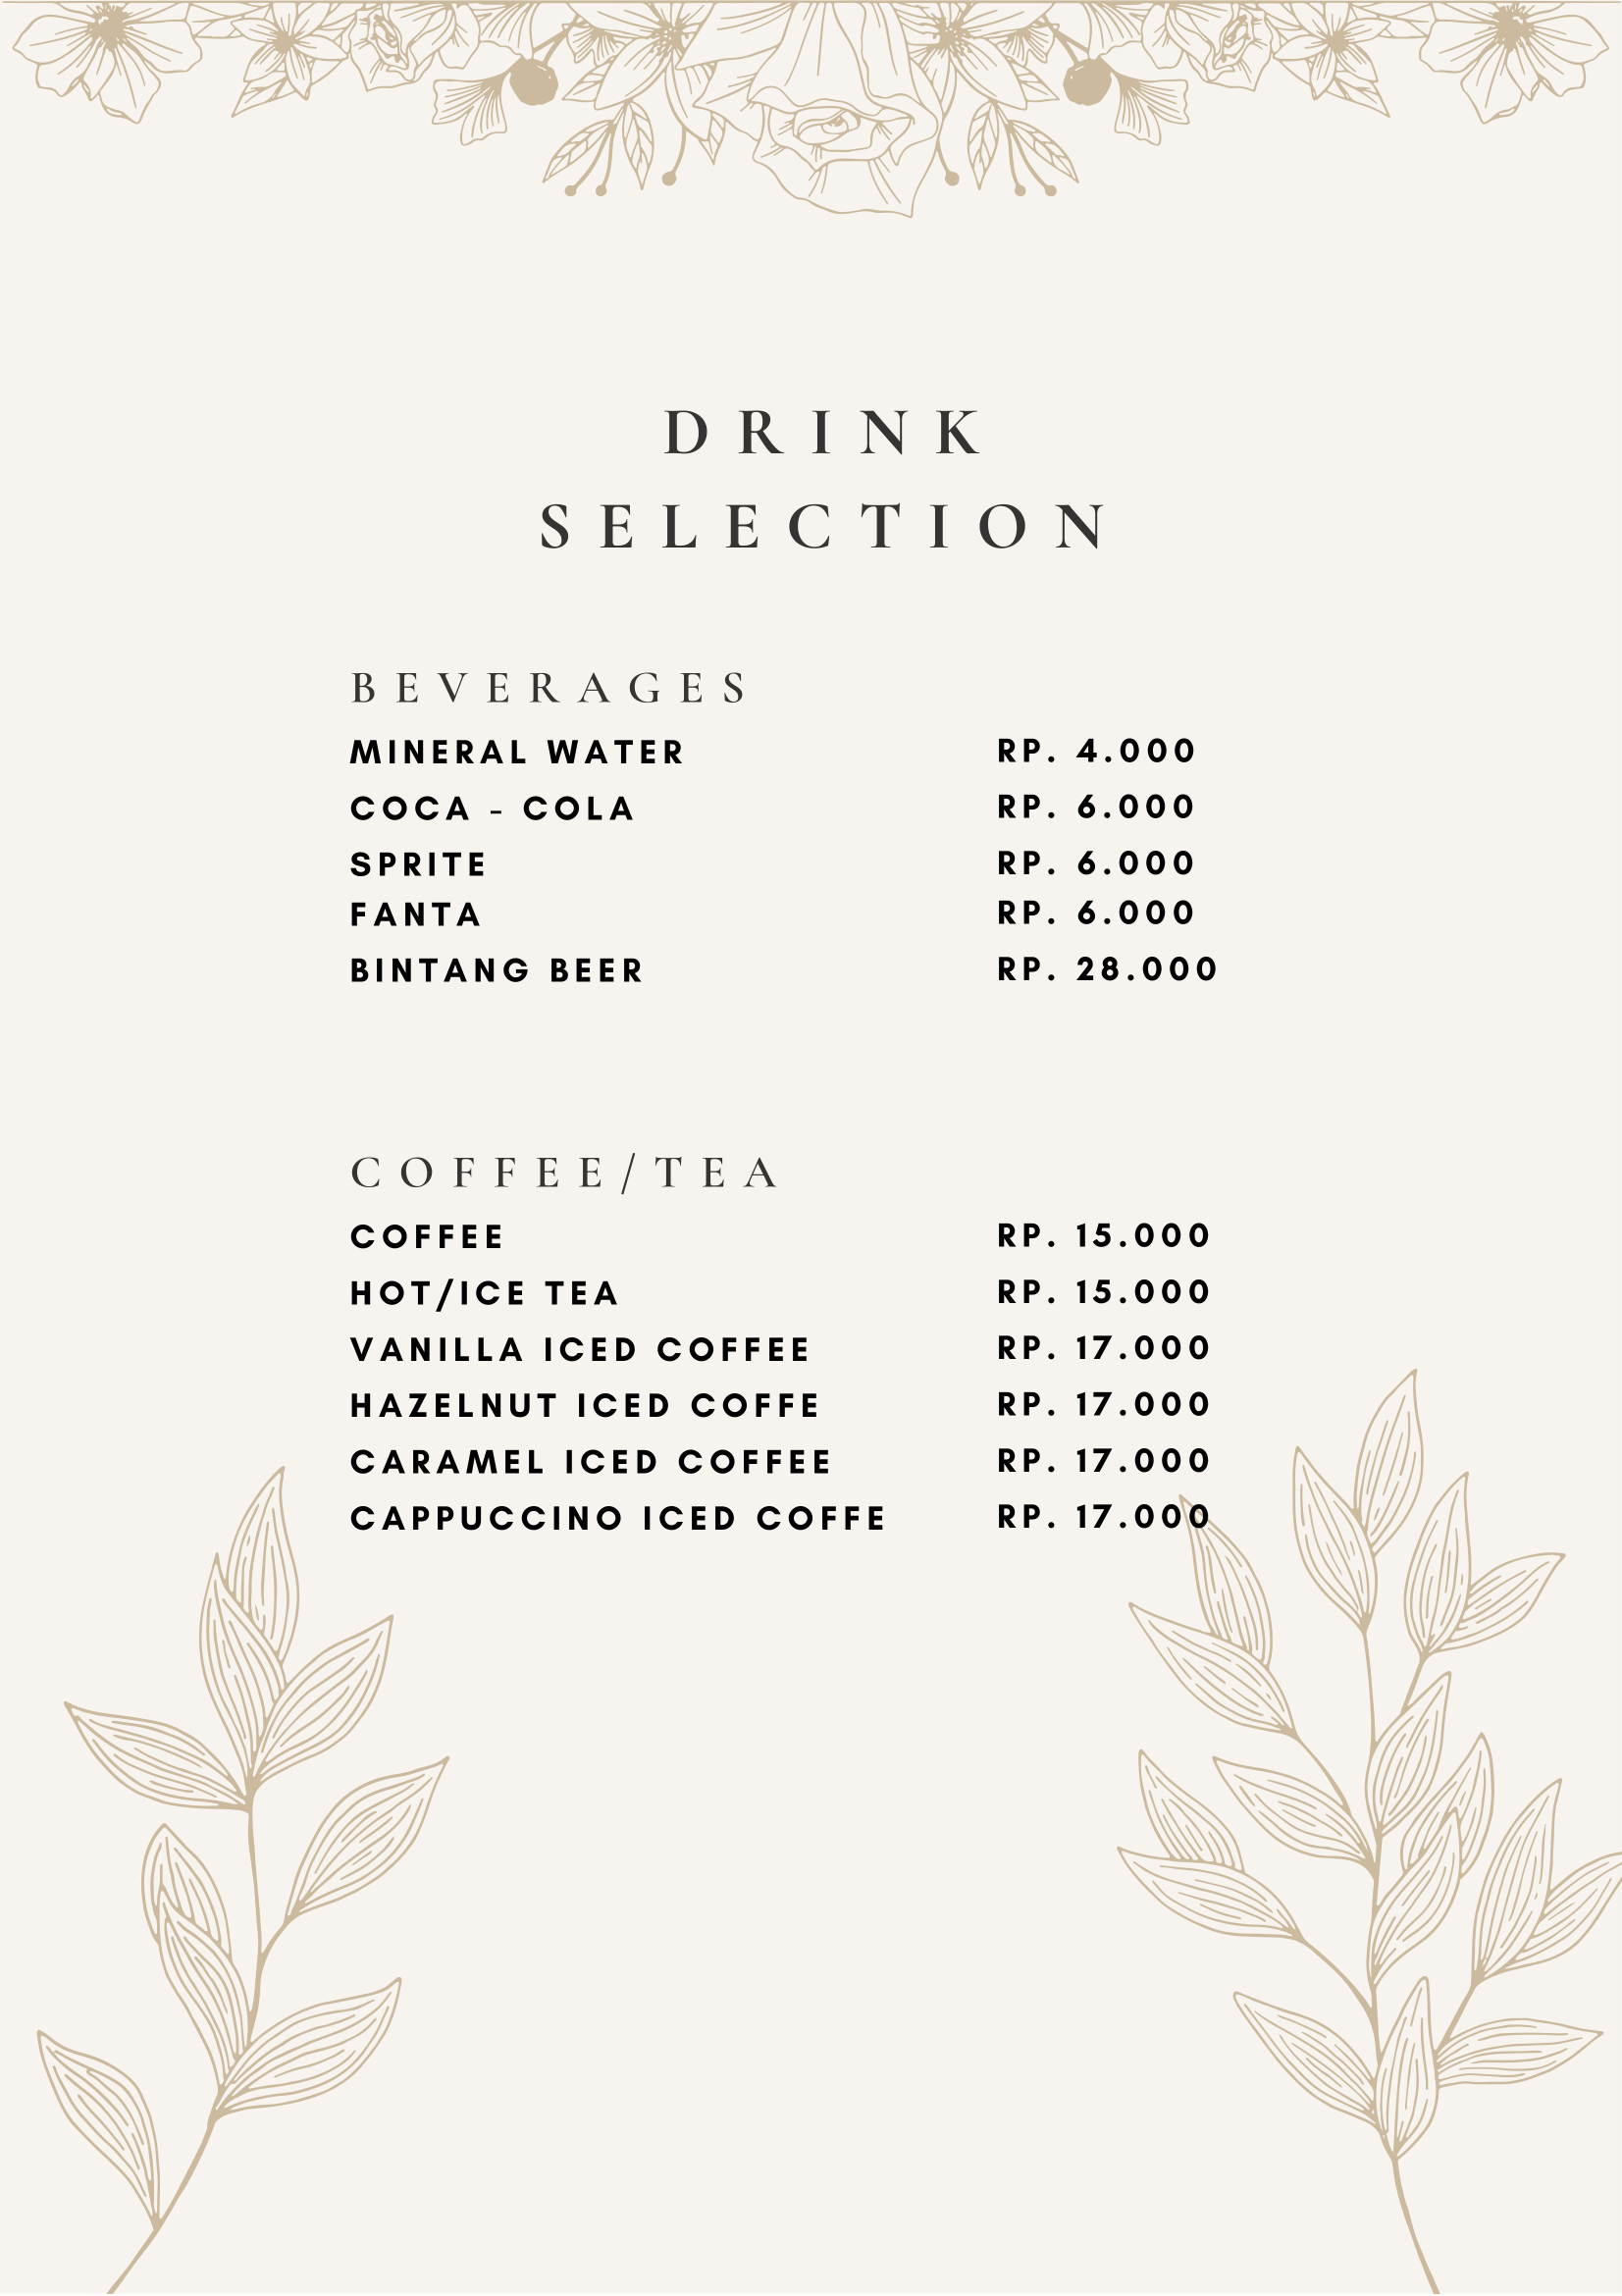 DRINK
SELECTION
BEVERAGES
MINERAL WATER RP. 4.000
COCA - COLA RP. 6.000
SPRITE RP. 6.000
FANTA RP. 6.000
BINTANG BEER RP. 28.000
COFFEE/TEA
COFFEE RP. 15.000
HOT/ICE TEA RP. 15.000
VANILLA ICED COFFEE RP. 17.000
HAZELNUT ICED COFFE RP. 17.000
CARAMEL ICED COFFEE RP. 17.000
CAPPUCCINO ICED COFFE RP. 17.000